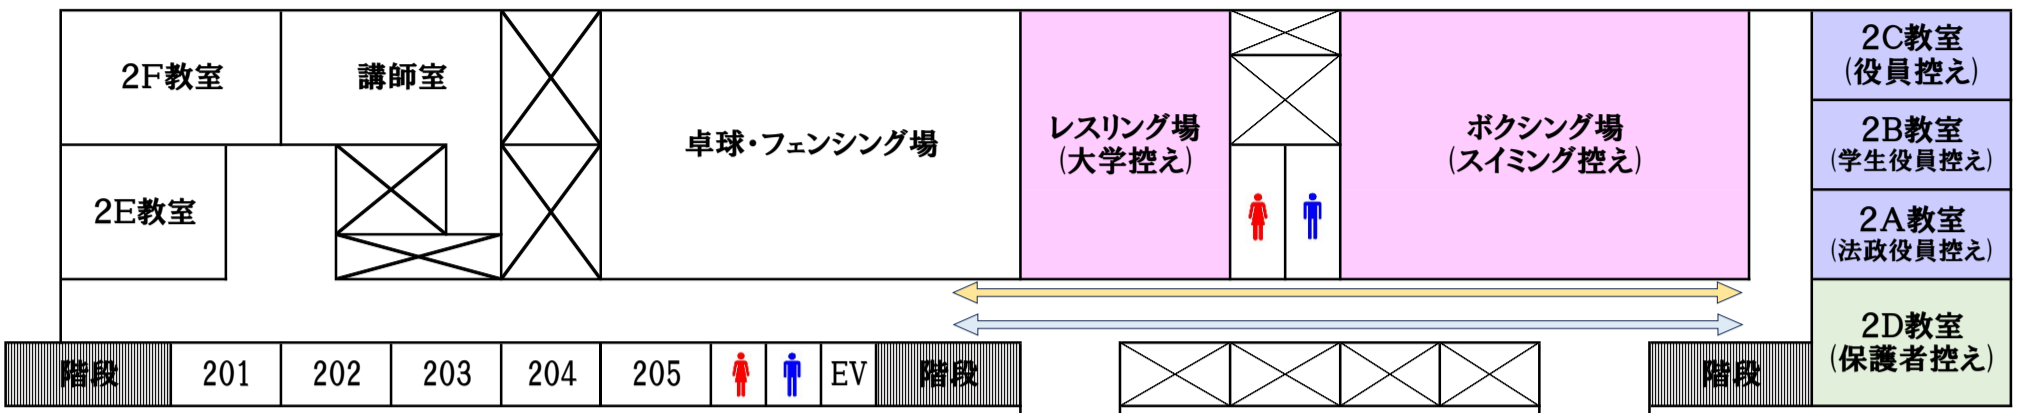 2F教室
講師室
2E教室
卓球・フェンシング場
レスリング場
(大学控え)
ボクシング場
(スイミング控え)
2C教室
(役員控え)
2B教室
(学生役員控え)
2A教室
(法政役員控え)
2D教室
(保護者控え)
階段
201
202
203
204
205
EV
階段
階段